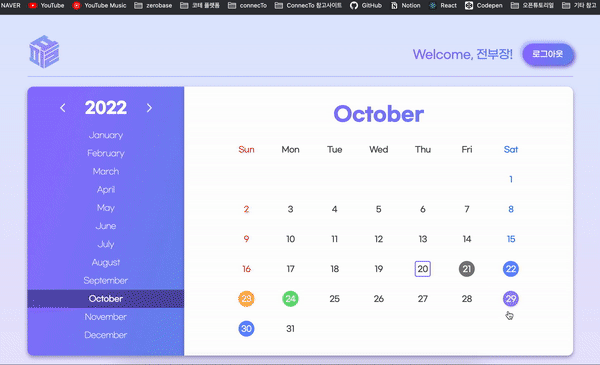 NAVER YouTube YouTube Music zerobase 코테 플랫폼 connecTo ConnecTo 참고사이트 GitHub Notion React Codepen 오픈튜토리얼 기타 참고
Welcome, 전부장! 로그아웃
2022
January
February
March
April
May
June
July
August
September
October
November
December
October
Sun Mon Tue Wed Thu Fri Sat
1
2 3 4 5 6 7 8
9 10 11 12 13 14 15
16 17 18 19 20 21 22
23 24 25 26 27 28 29
30 31